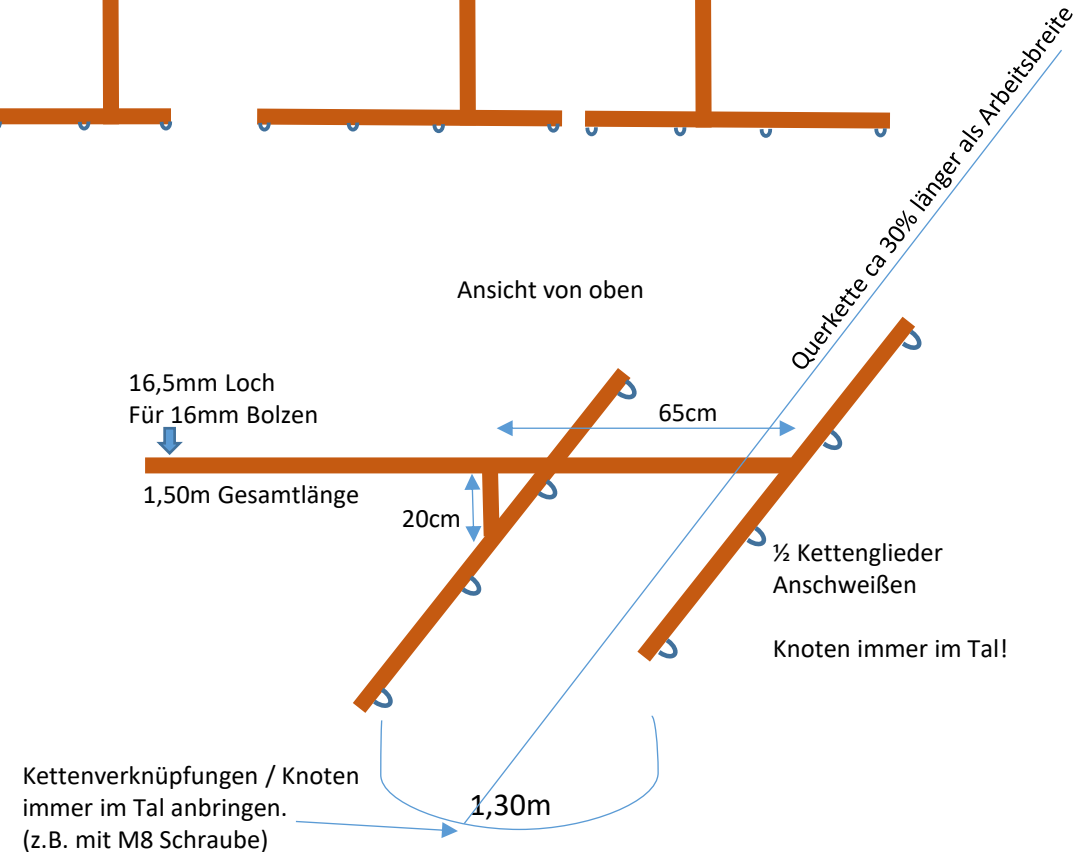 Querkette ca 30% länger als Arbeitsbreite
Ansicht von oben
16,5mm Loch
Für 16mm Bolzen
65cm
1,50m Gesamtlänge
20cm
½ Kettenglieder
Anschweißen
Knoten immer im Tal!
Kettenverknüpfungen / Knoten
immer im Tal anbringen.
(z.B. mit M8 Schraube)
1,30m